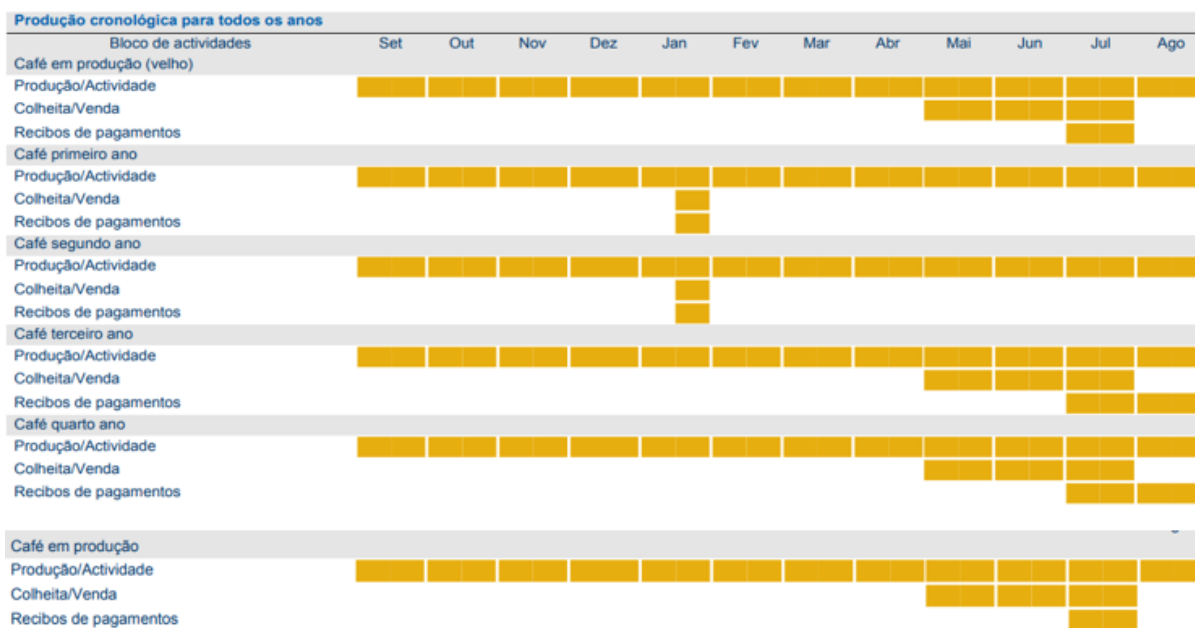 Produção cronológica para todos os anos
Bloco de actividades Set Out Nov Dez Jan Fev Mar Abr Mai Jun Jul Ago
Café em produção (velho)
Produção/Actividade
Colheita/Venda
Recibos de pagamentos
Café primeiro ano
Produção/Actividade
Colheita/Venda
Recibos de pagamentos
Café segundo ano
Produção/Actividade
Colheita/Venda
Recibos de pagamentos
Café terceiro ano
Produção/Actividade
Colheita/Venda
Recibos de pagamentos
Café quarto ano
Produção/Actividade
Colheita/Venda
Recibos de pagamentos
Café em produção
Produção/Actividade
Colheita/Venda
Recibos de pagamentos